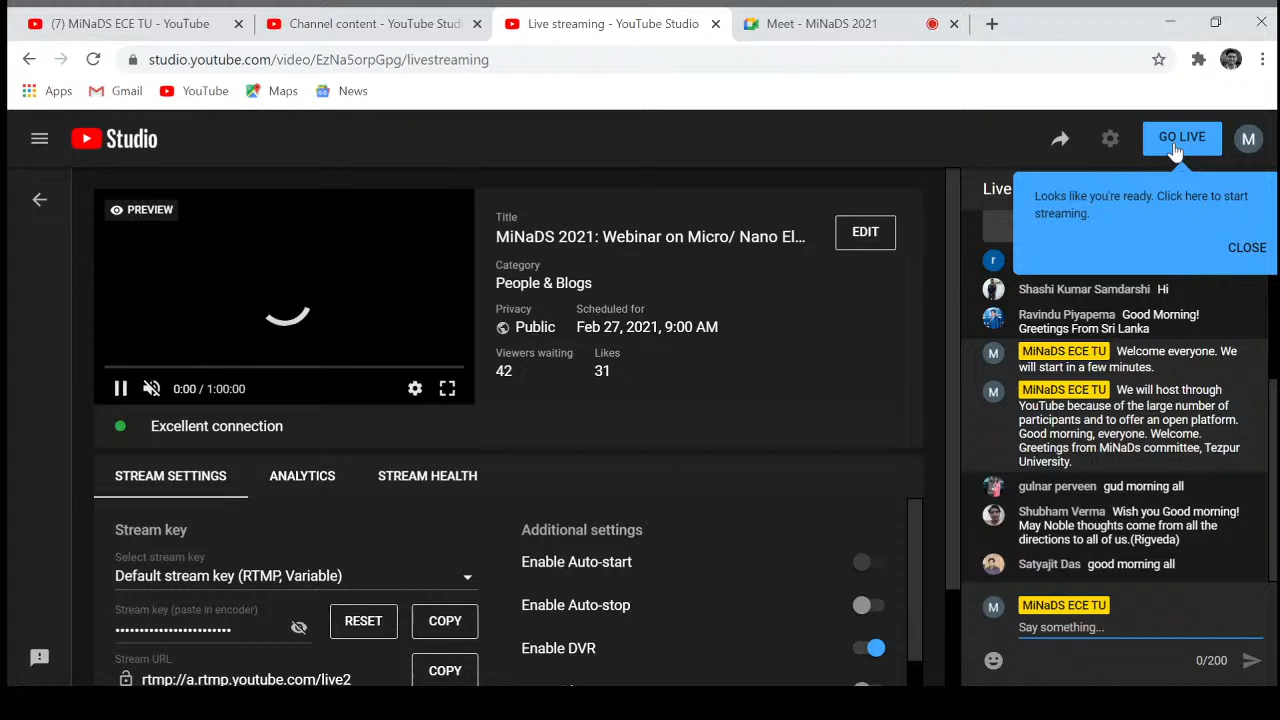 (7) MiNaDS ECE TU - YouTube
Channel content - YouTube Studi
Live streaming - YouTube Studio
Meet - MiNaDS 2021
studio.youtube.com/video/EzNa5orpGpg/livestreaming
Apps
Gmail
YouTube
Maps
News
Studio
GO LIVE
M
Looks like you're ready. Click here to start
streaming.
CLOSE
PREVIEW
0:00 / 1:00:00
Excellent connection
Title
MiNaDS 2021: Webinar on Micro/ Nano El...
EDIT
Category
People & Blogs
Privacy
Public
Scheduled for
Feb 27, 2021, 9:00 AM
Viewers waiting
42
Likes
31
STREAM SETTINGS
ANALYTICS
STREAM HEALTH
Stream key
Select stream key
Default stream key (RTMP, Variable)
Stream key (paste in encoder)
••••••••••••••••••••••••
RESET
COPY
Stream URL
rtmp://a.rtmp.youtube.com/live2
COPY
Additional settings
Enable Auto-start
Enable Auto-stop
Enable DVR
Live
r
Shashi Kumar Samdarshi Hi
Ravindu Piyapema Good Morning!
Greetings From Sri Lanka
M
MiNaDS ECE TU Welcome everyone. We
will start in a few minutes.
M
MiNaDS ECE TU We will host through
YouTube because of the large number of
participants and to offer an open platform.
Good morning, everyone. Welcome.
Greetings from MiNaDs committee, Tezpur
University.
gulnar perveen gud morning all
Shubham Verma Wish you Good morning!
May Noble thoughts come from all the
directions to all of us.(Rigveda)
Satyajit Das good morning all
M
MiNaDS ECE TU
Say something...
0/200